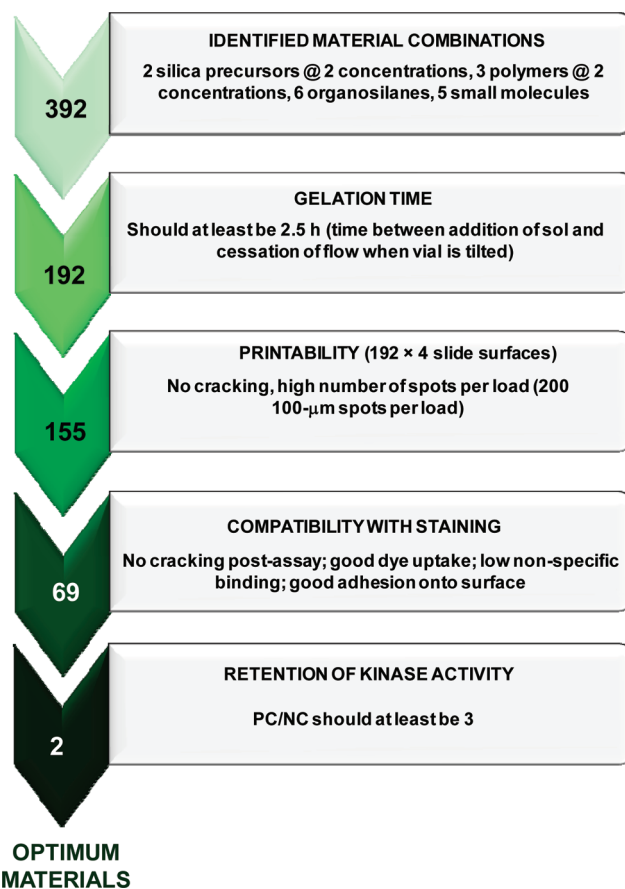 IDENTIFIED MATERIAL COMBINATIONS
2 silica precursors @ 2 concentrations, 3 polymers @ 2
concentrations, 6 organosilanes, 5 small molecules
392
GELATION TIME
Should at least be 2.5 h (time between addition of sol and
cessation of flow when vial is tilted)
192
PRINTABILITY (192 × 4 slide surfaces)
No cracking, high number of spots per load (200
100-μm spots per load)
155
COMPATIBILITY WITH STAINING
No cracking post-assay; good dye uptake; low non-specific
binding; good adhesion onto surface
69
RETENTION OF KINASE ACTIVITY
PC/NC should at least be 3
2
OPTIMUM
MATERIALS